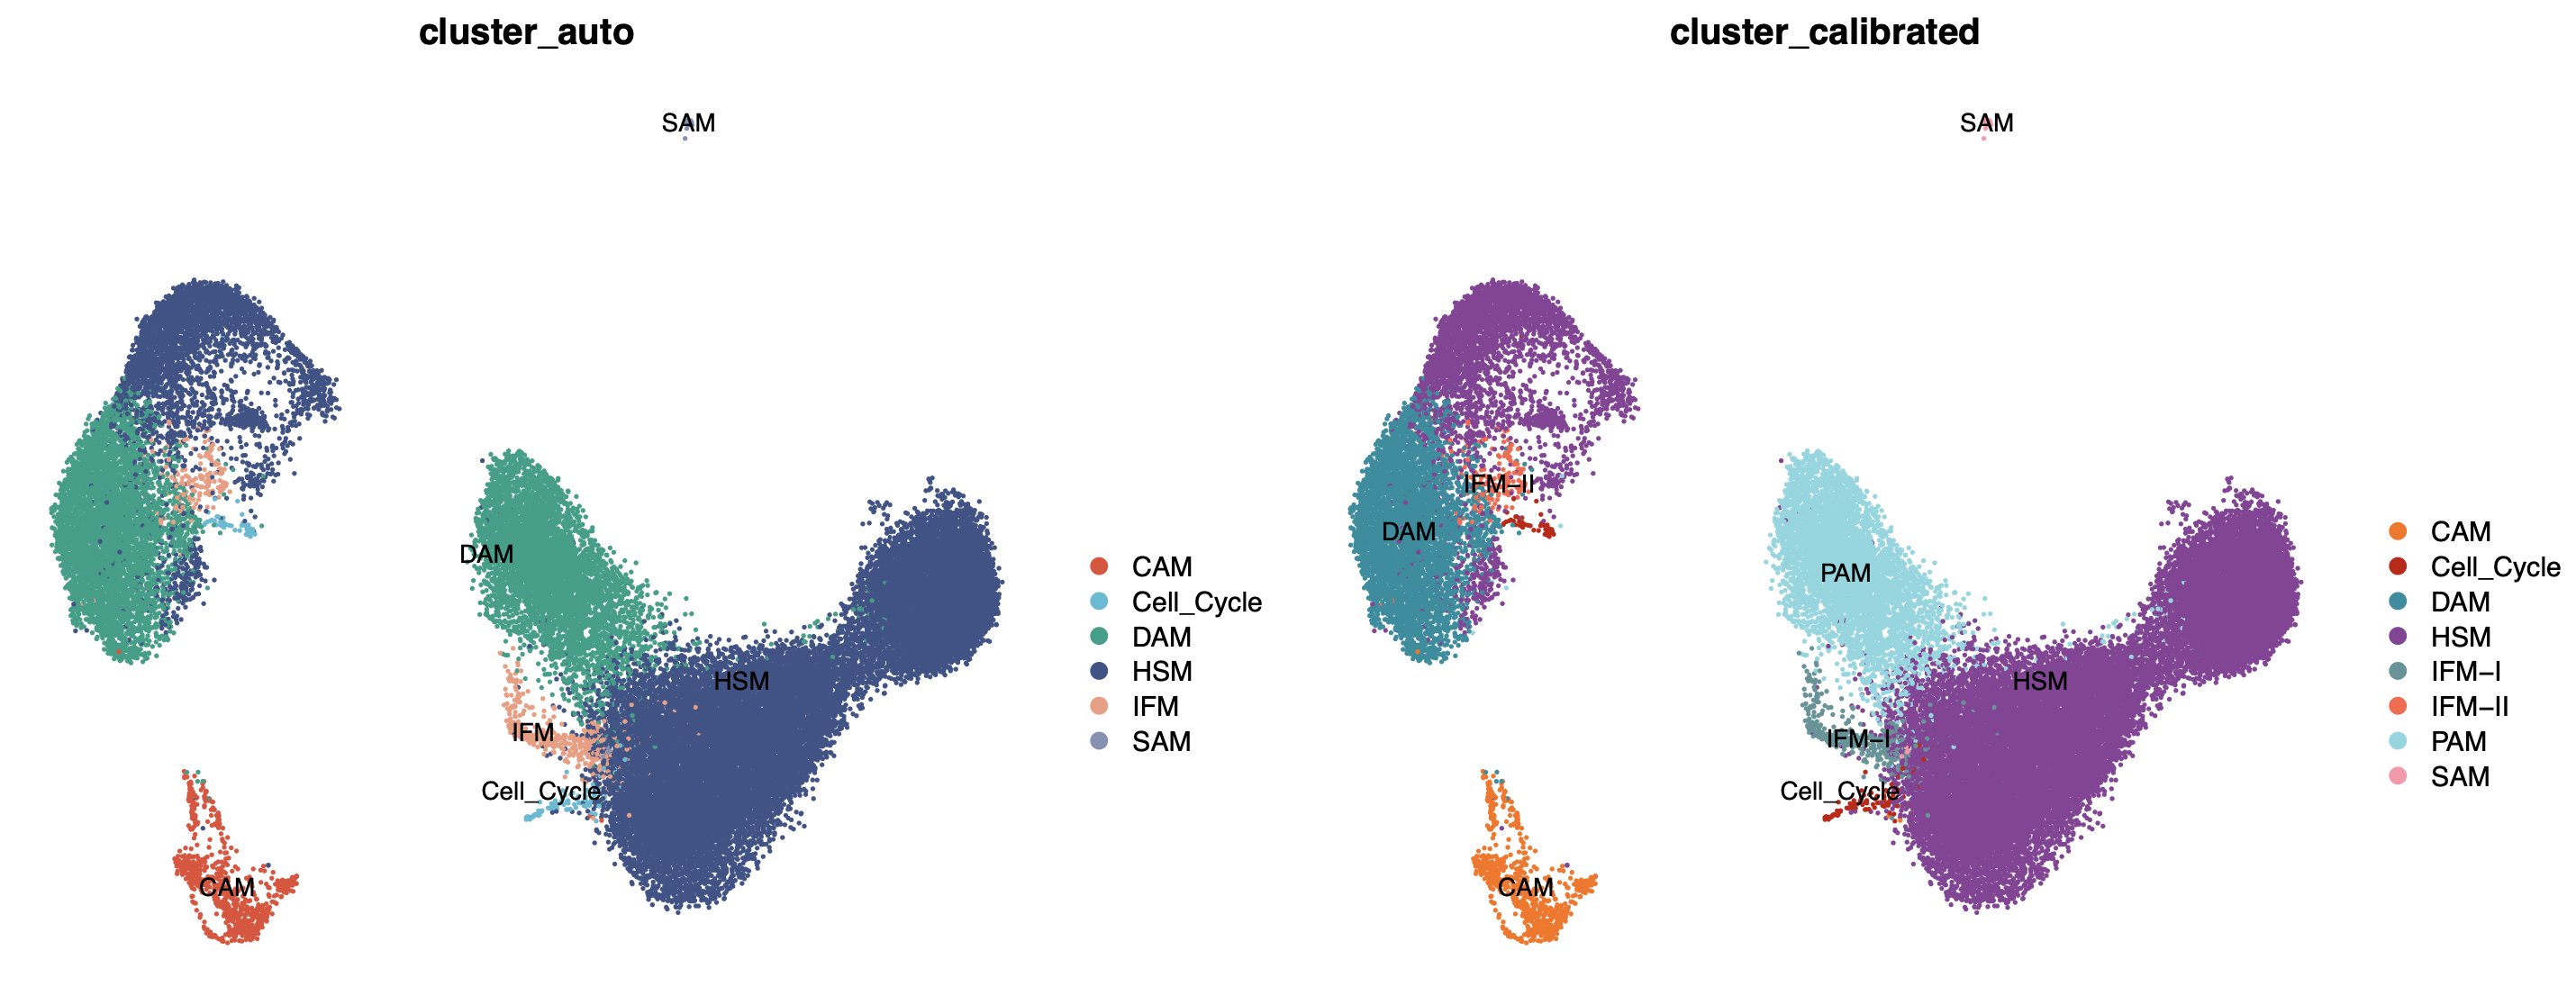 cluster_auto
SAM
DAM
HSM
IFM
Cell_Cycle
CAM
CAM
Cell_Cycle
DAM
HSM
IFM
SAM
cluster_calibrated
SAM
IFM–II
DAM
PAM
HSM
IFM–I
Cell_Cycle
CAM
CAM
Cell_Cycle
DAM
HSM
IFM–I
IFM–II
PAM
SAM